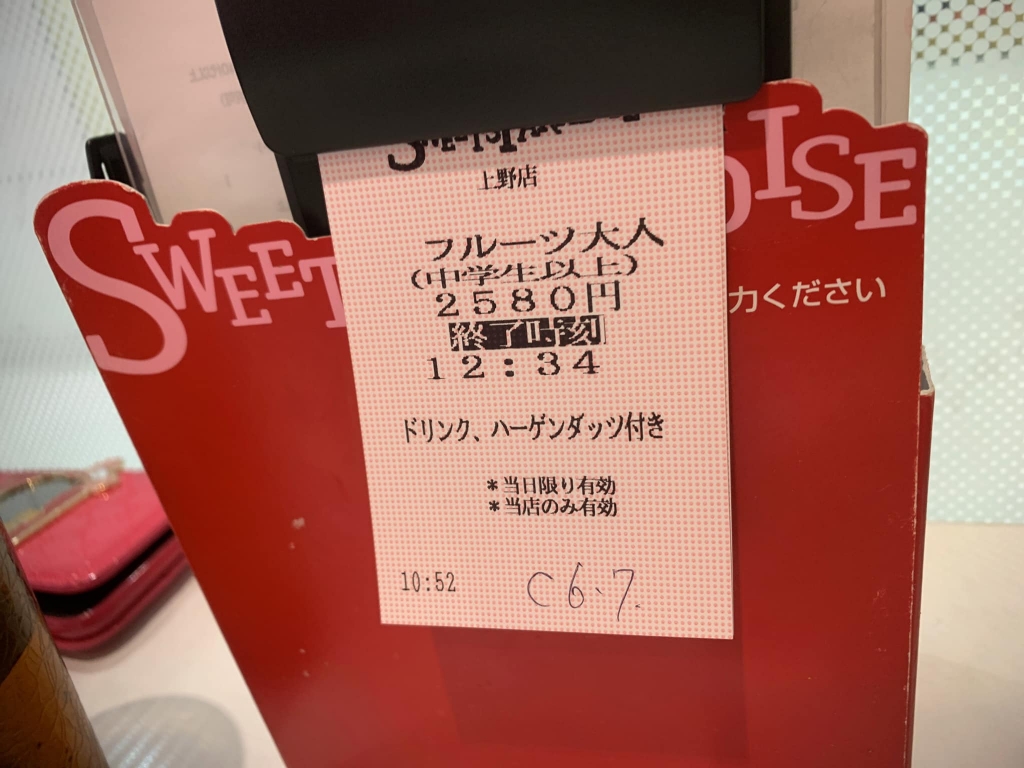 上野店
フルーツ大人
(中学生以上)
2580円
終了時刻
12:34
ドリンク、ハーゲンダッツ付き
*当日限り有効
*当店のみ有効
10:52
C 6.7.
SWEET
ISE
力ください